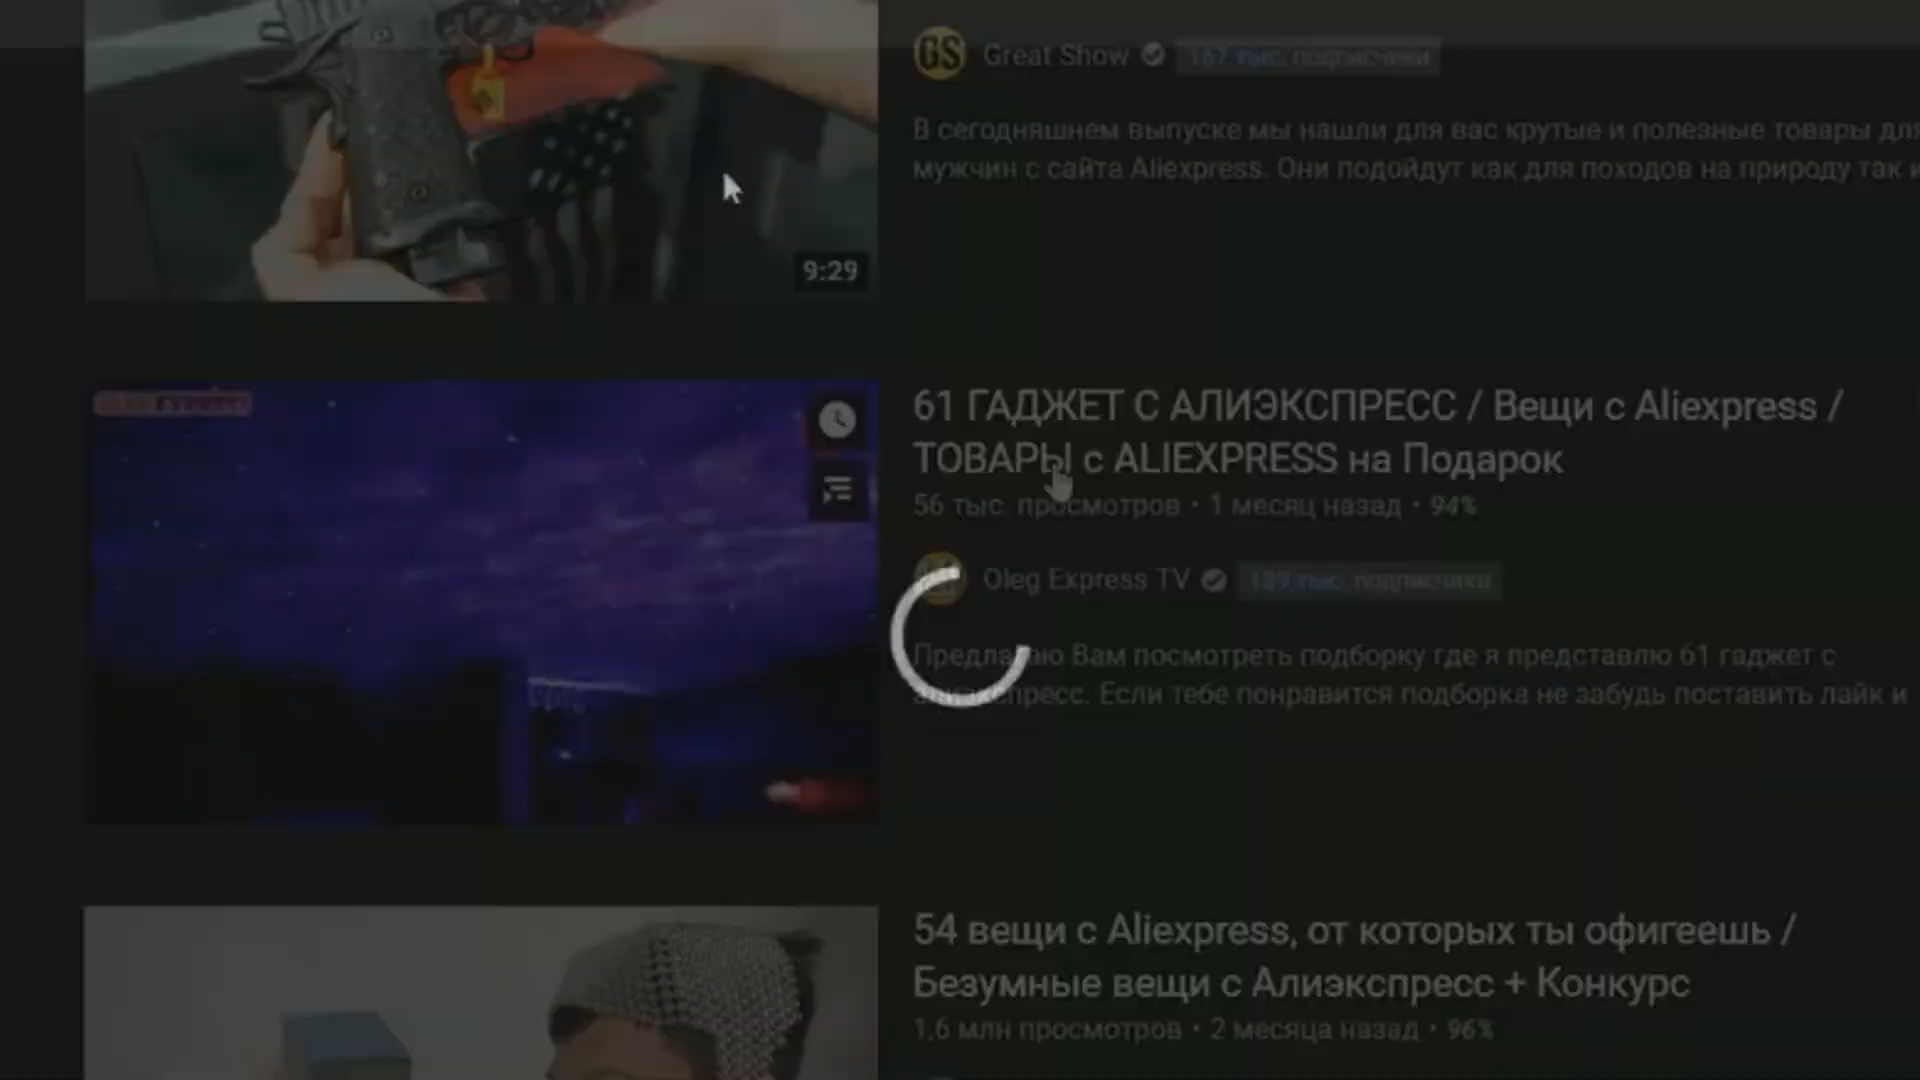 GS Great Show 167 тыс. подписчики
В сегодняшнем выпуске мы нашли для вас крутые и полезные товары для
мужчин с сайта Aliexpress. Они подойдут как для походов на природу так и
9:29
61 ГАДЖЕТ С АЛИЭКСПРЕСС / Вещи с Aliexpress /
ТОВАРЫ с ALIEXPRESS на Подарок
56 тыс. просмотров • 1 месяц назад • 94%
Oleg Express TV 189 тыс. подписчики
Предлагаю Вам посмотреть подборку где я представлю 61 гаджет с
алиэкспресс. Если тебе понравится подборка не забудь поставить лайк и
54 вещи с Aliexpress, от которых ты офигеешь /
Безумные вещи с Алиэкспресс + Конкурс
1,6 млн просмотров • 2 месяца назад • 96%